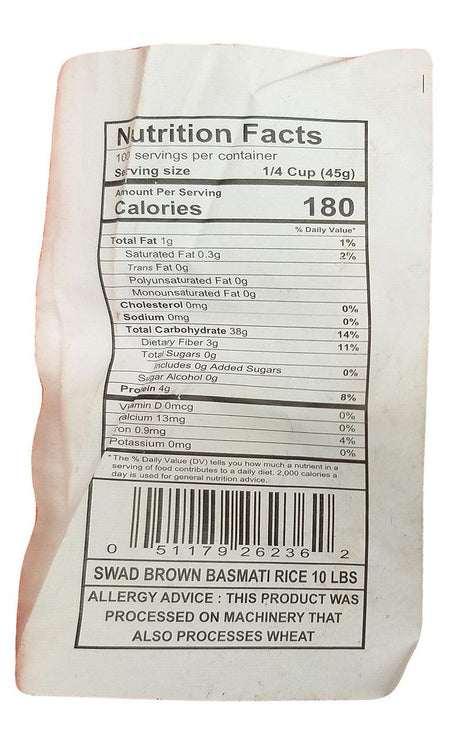 Nutrition Facts
100 servings per container
Serving size 1/4 Cup (45g)
Amount Per Serving
Calories 180
% Daily Value*
Total Fat 1g 1%
Saturated Fat 0.3g 2%
Trans Fat 0g
Polyunsaturated Fat 0g
Monounsaturated Fat 0g
Cholesterol 0mg 0%
Sodium 0mg 0%
Total Carbohydrate 38g 14%
Dietary Fiber 3g 11%
Total Sugars 0g
Includes 0g Added Sugars 0%
Sugar Alcohol 0g
Protein 4g 8%
Vitamin D 0mcg 0%
Calcium 13mg 0%
Iron 0.9mg 4%
Potassium 0mg 0%
*The % Daily Value (DV) tells you how much a nutrient in a
serving of food contributes to a daily diet. 2,000 calories a
day is used for general nutrition advice.
0 51179 26236 2
SWAD BROWN BASMATI RICE 10 LBS
ALLERGY ADVICE : THIS PRODUCT WAS
PROCESSED ON MACHINERY THAT
ALSO PROCESSES WHEAT